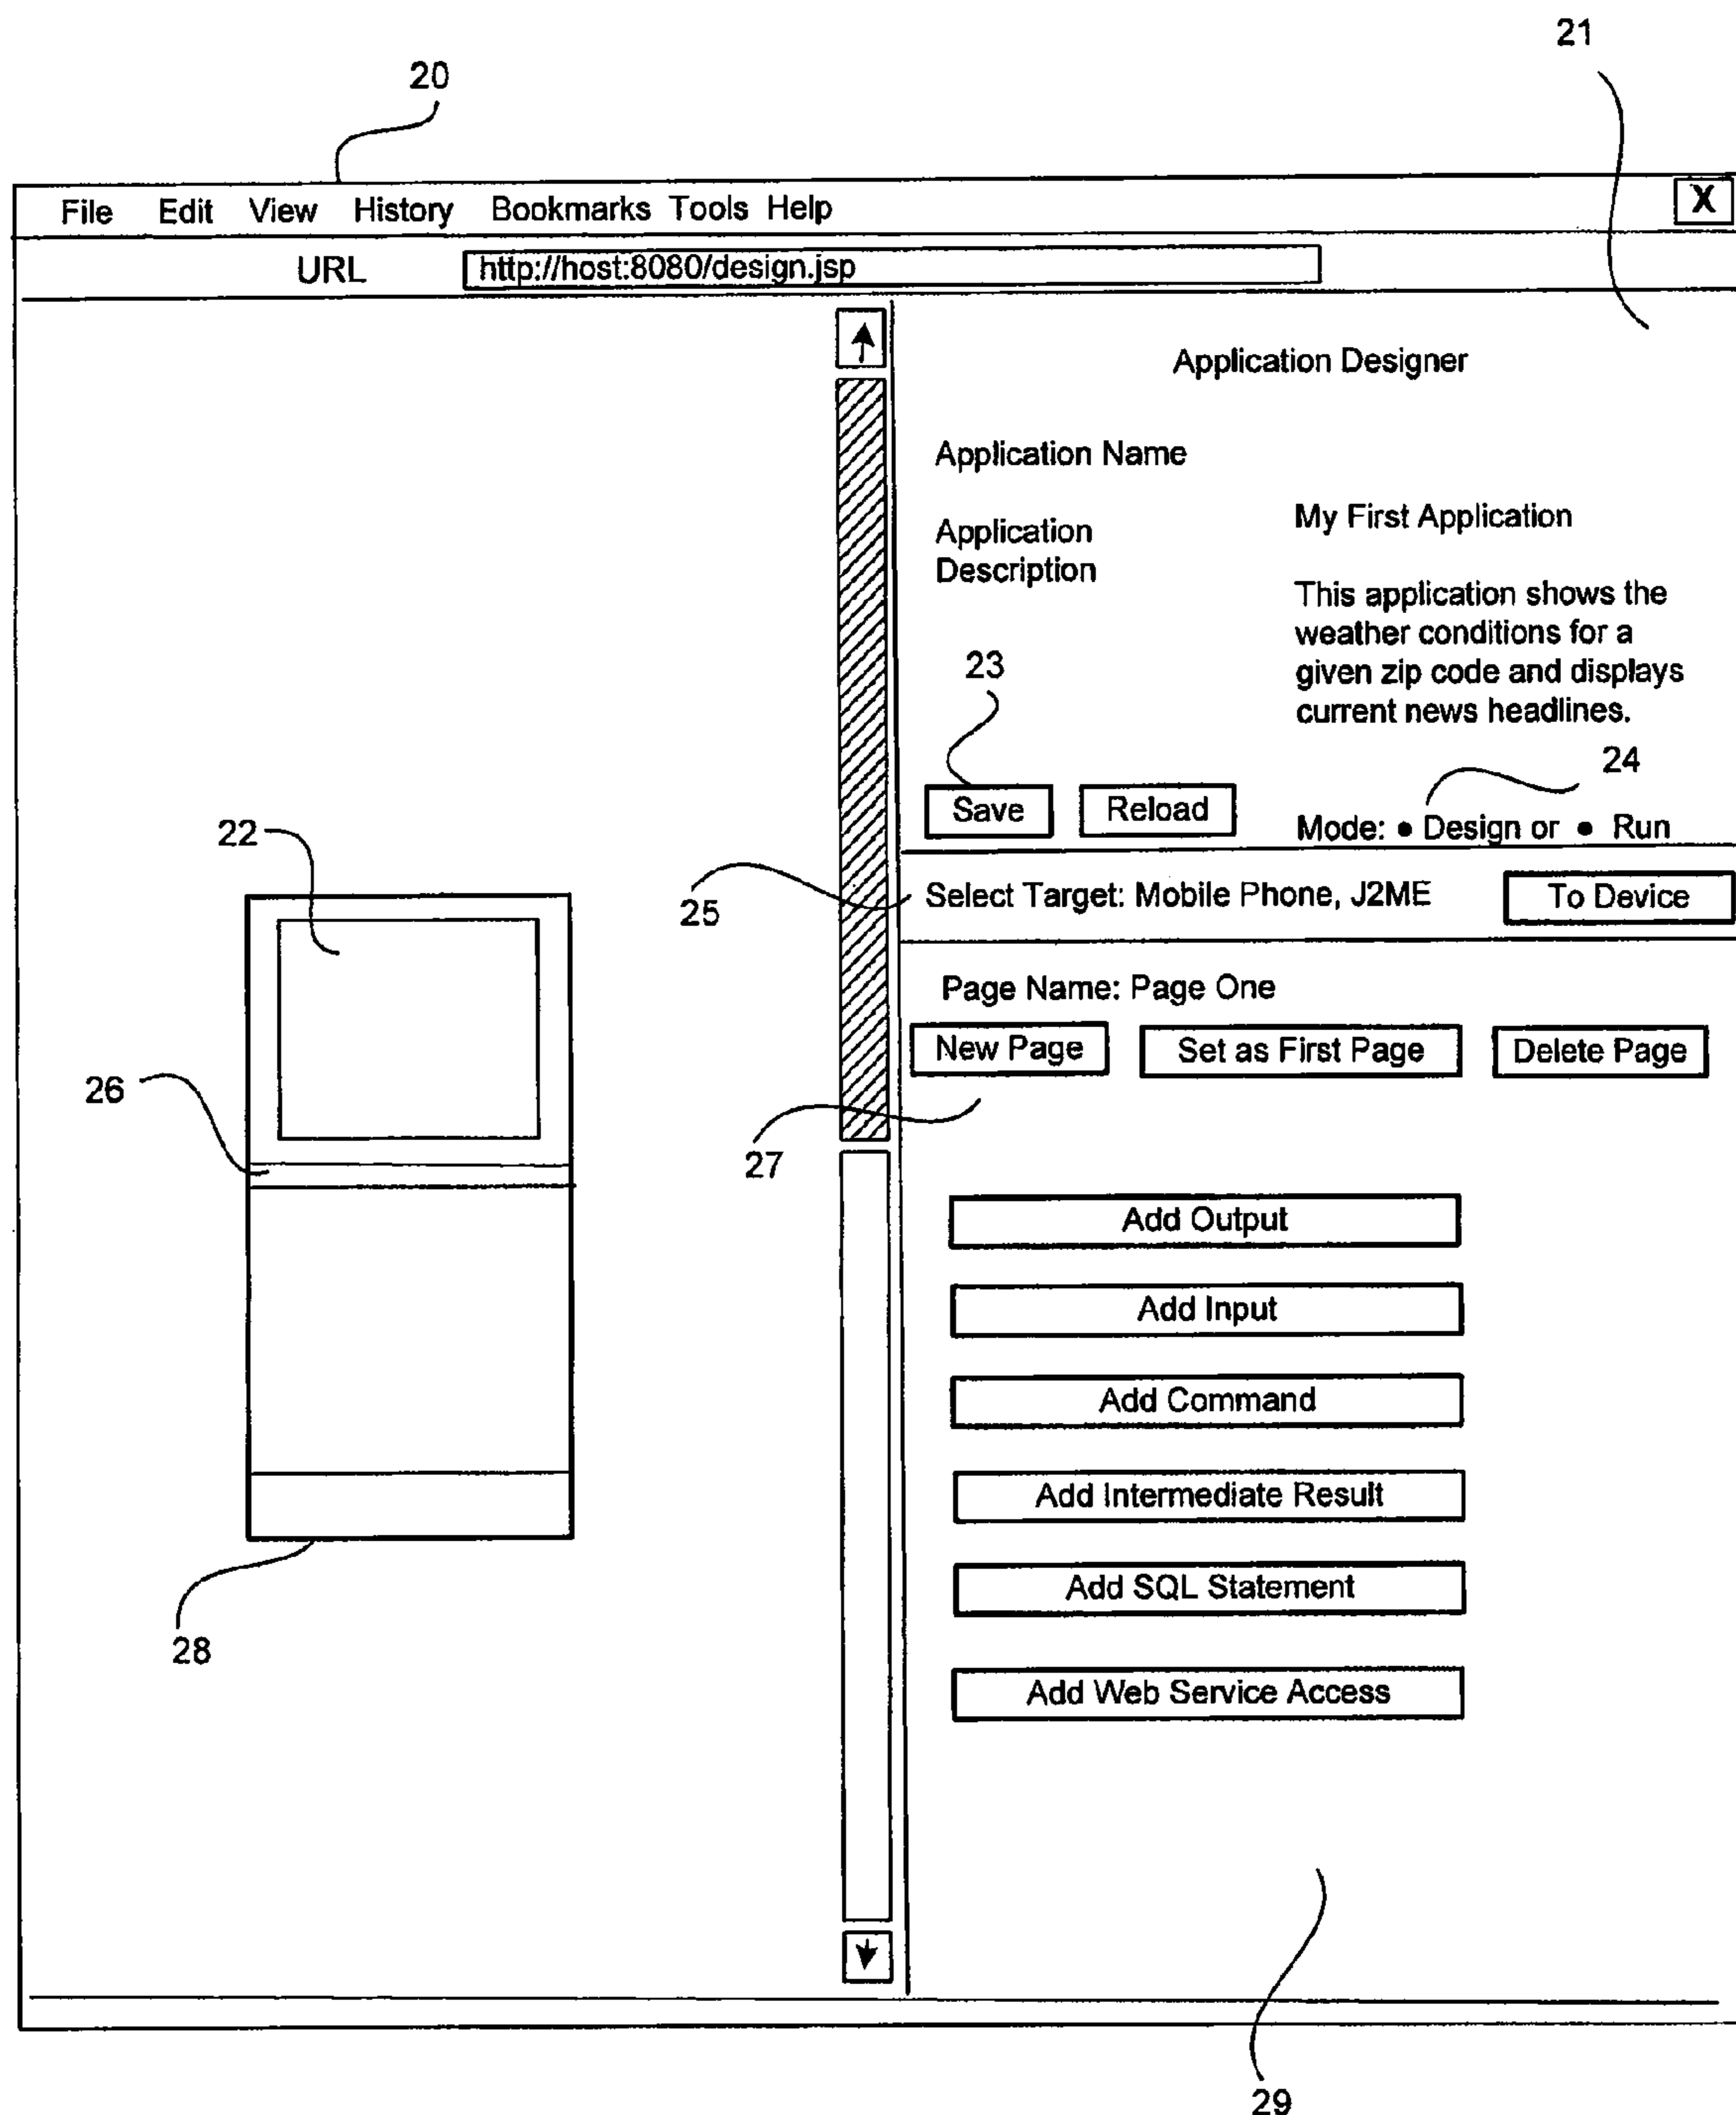 21
20
File Edit View History Bookmarks Tools Help X
URL http://host:8080/design.jsp
Application Designer
Application Name
My First Application
Application
Description
This application shows the
weather conditions for a
given zip code and displays
current news headlines.
23
24
Save Reload
Mode: ● Design or ● Run
22
25
Select Target: Mobile Phone, J2ME To Device
Page Name: Page One
New Page Set as First Page Delete Page
26
27
Add Output
Add Input
Add Command
Add Intermediate Result
Add SQL Statement
28
Add Web Service Access
29